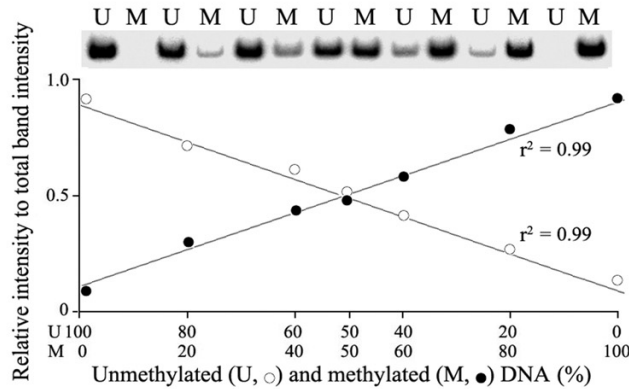 U M U M U M U M U M U M U M
Relative intensity to total band intensity
1.0
0.5
0
r² = 0.99
r² = 0.99
U 100 80 60 50 40 20 0
M 0 20 40 50 60 80 100
Unmethylated (U, ○) and methylated (M, ●) DNA (%)